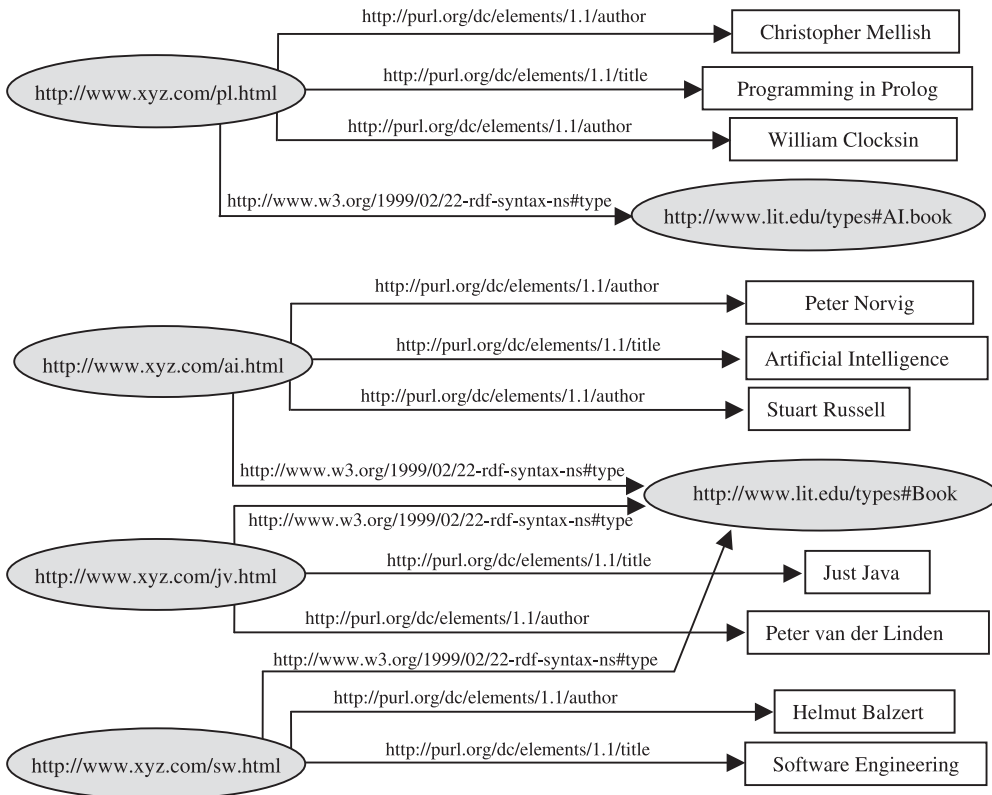 http://purl.org/dc/elements/1.1/author
Christopher Mellish
http://www.xyz.com/pl.html
http://purl.org/dc/elements/1.1/title
Programming in Prolog
http://purl.org/dc/elements/1.1/author
William Clocksin
http://www.w3.org/1999/02/22-rdf-syntax-ns#type
http://www.lit.edu/types#AI.book
http://purl.org/dc/elements/1.1/author
Peter Norvig
http://www.xyz.com/ai.html
http://purl.org/dc/elements/1.1/title
Artificial Intelligence
http://purl.org/dc/elements/1.1/author
Stuart Russell
http://www.w3.org/1999/02/22-rdf-syntax-ns#type
http://www.lit.edu/types#Book
http://www.w3.org/1999/02/22-rdf-syntax-ns#type
http://www.xyz.com/jv.html
http://purl.org/dc/elements/1.1/title
Just Java
http://purl.org/dc/elements/1.1/author
Peter van der Linden
http://www.w3.org/1999/02/22-rdf-syntax-ns#type
http://purl.org/dc/elements/1.1/author
Helmut Balzert
http://www.xyz.com/sw.html
http://purl.org/dc/elements/1.1/title
Software Engineering